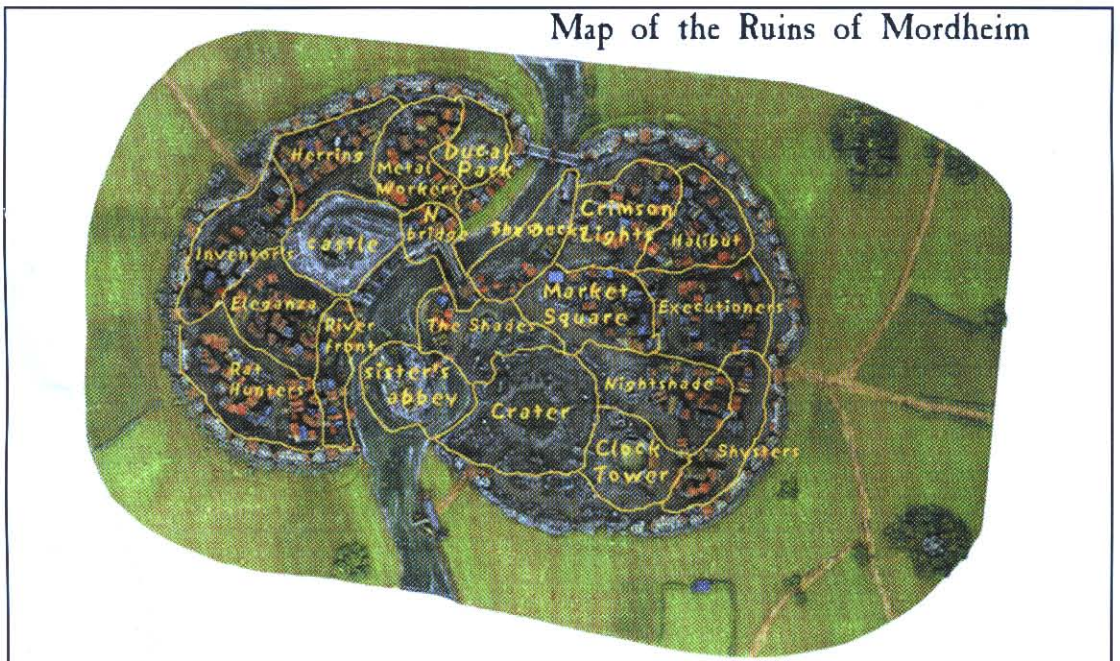 Map of the Ruins of Mordheim
Herring
Metal
Workers
Ducal
Park
N
bridge
Castle
Inventors
Eleganza
River
front
Rat
Hunters
Crimson
Lights
Halibut
Market
Square
Executioners
The Shades
sister's
abbey
Crater
Nightshade
Clock
Tower
Shysters